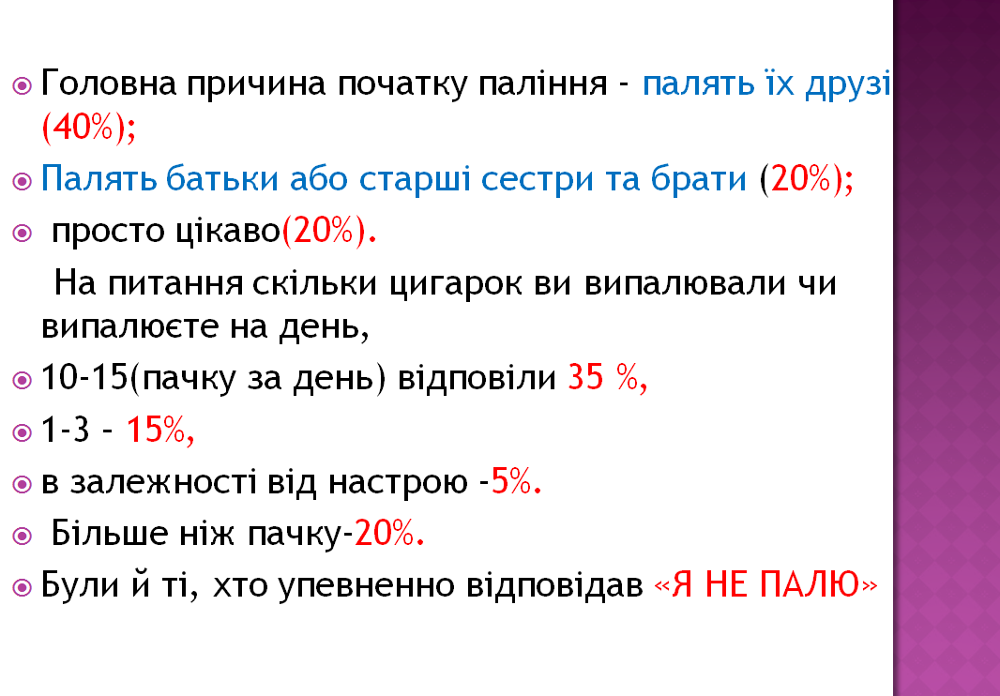 Головна причина початку паління - палять їх друзі
(40%);
Палять батьки або старші сестри та брати (20%);
просто цікаво(20%).
На питання скільки цигарок ви випалювали чи
випалюєте на день,
10-15(пачку за день) відповіли 35 %,
1-3 – 15%,
в залежності від настрою -5%.
Більше ніж пачку-20%.
Були й ті, хто упевненно відповідав «Я НЕ ПАЛЮ»